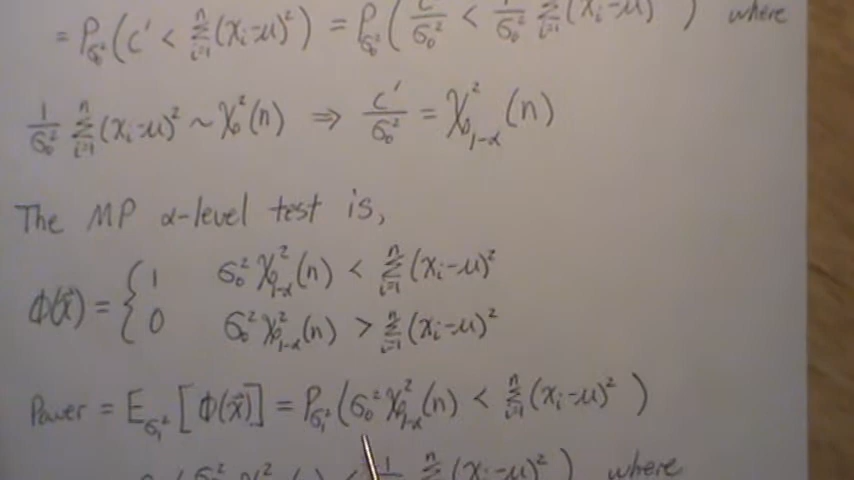 = P_{σ₀²}(c' < Σ_{i=1}^{n}(x_i-μ)²) = P_{σ₀²}(c'/σ₀² < 1/σ₀² Σ_{i=1}^{n}(x_i-μ)²) where
1/σ₀² Σ_{i=1}^{n}(x_i-μ)² ~ χ²(n) ⇒ c'/σ₀² = χ²_{1-α}(n)
The MP α-level test is,
Φ(x⃗) = { 1 σ₀² χ²_{1-α}(n) < Σ_{i=1}^{n}(x_i-μ)²
0 σ₀² χ²_{1-α}(n) > Σ_{i=1}^{n}(x_i-μ)²
Power = E_{σ₁²}[Φ(x⃗)] = P_{σ₁²}(σ₀² χ²_{1-α}(n) < Σ_{i=1}^{n}(x_i-μ)²)
Σ (x_i-μ)²) where